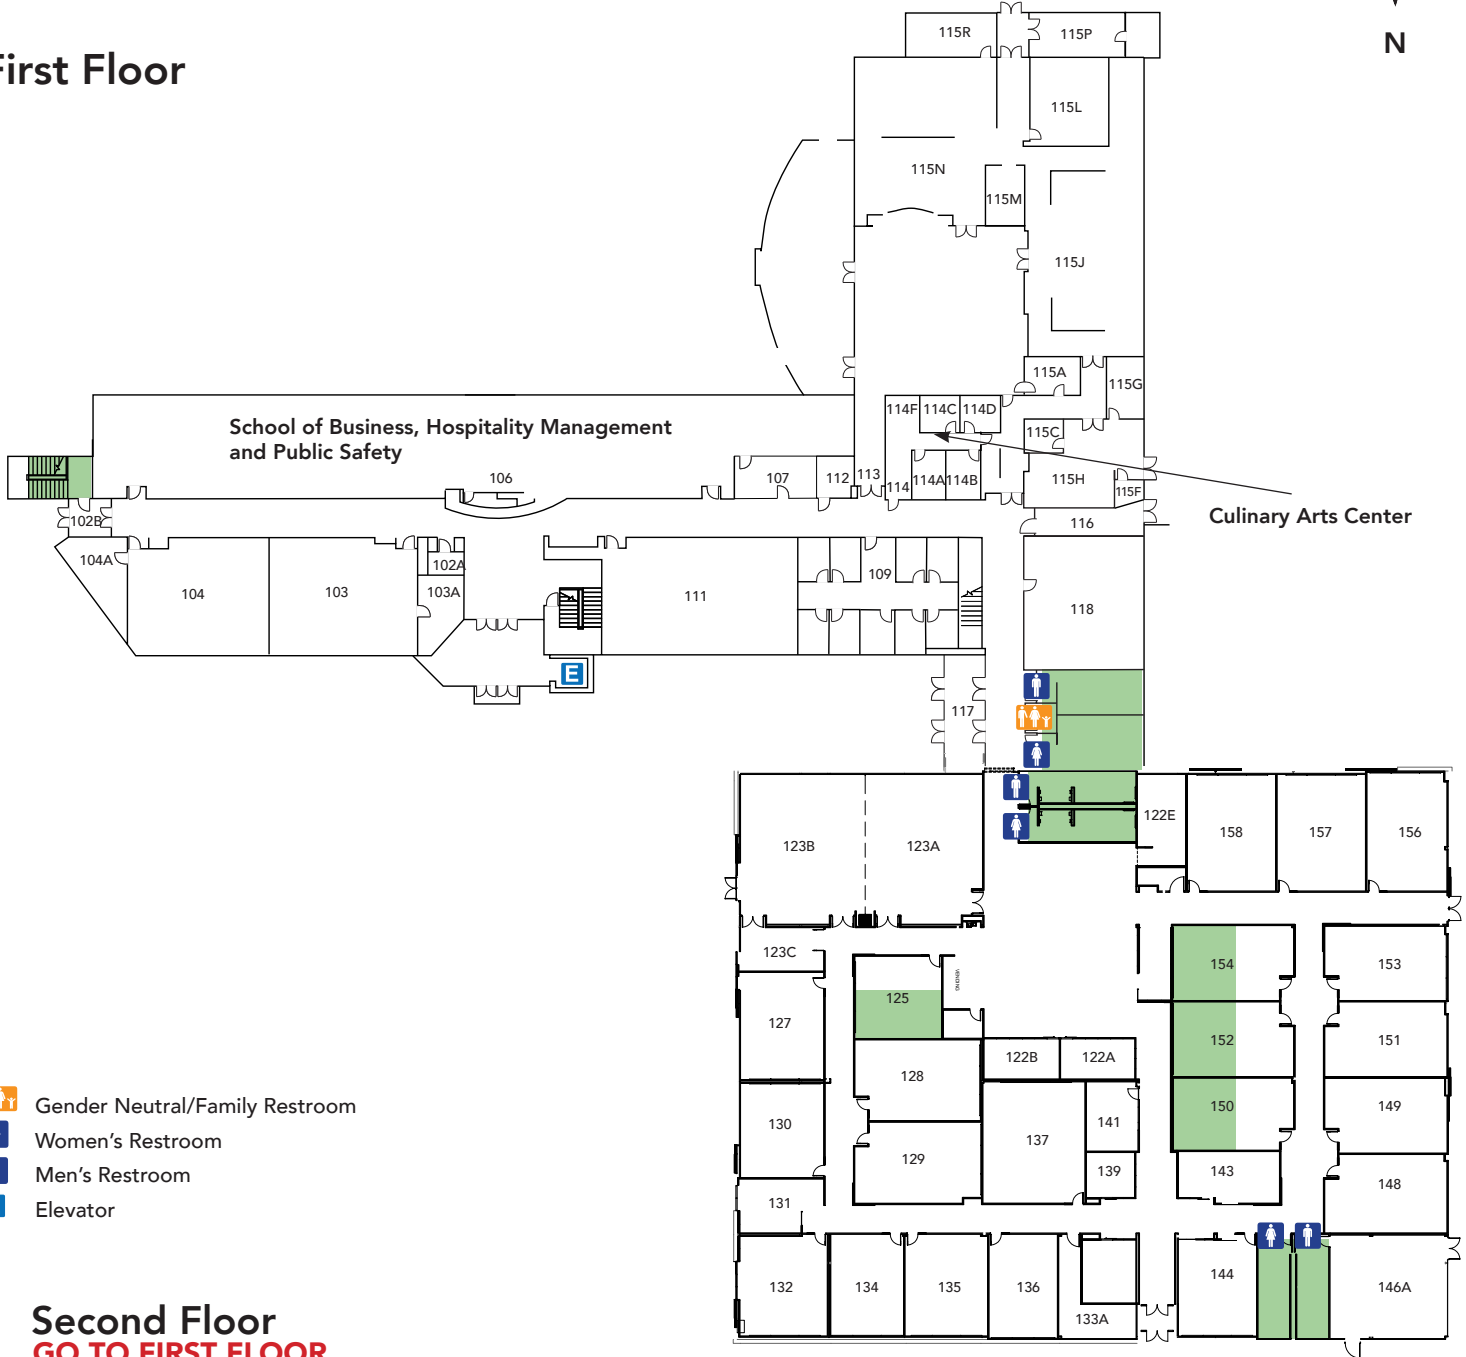 N
First Floor
115R
115P
115L
115N
115M
115J
115A
115G
114F
114C
114D
115C
School of Business, Hospitality Management
and Public Safety
106
107
112
113
114
114A
114B
115H
115F
Culinary Arts Center
102B
116
104A
102A
104
103
103A
111
109
118
E
117
122E
123B
123A
158
157
156
123C
125
VENDING
154
153
127
152
151
128
122B
122A
150
149
130
129
137
141
139
143
148
131
132
134
135
136
133A
144
146A
Gender Neutral/Family Restroom
Women's Restroom
Men's Restroom
Elevator
Second Floor
GO TO FIRST FLOOR